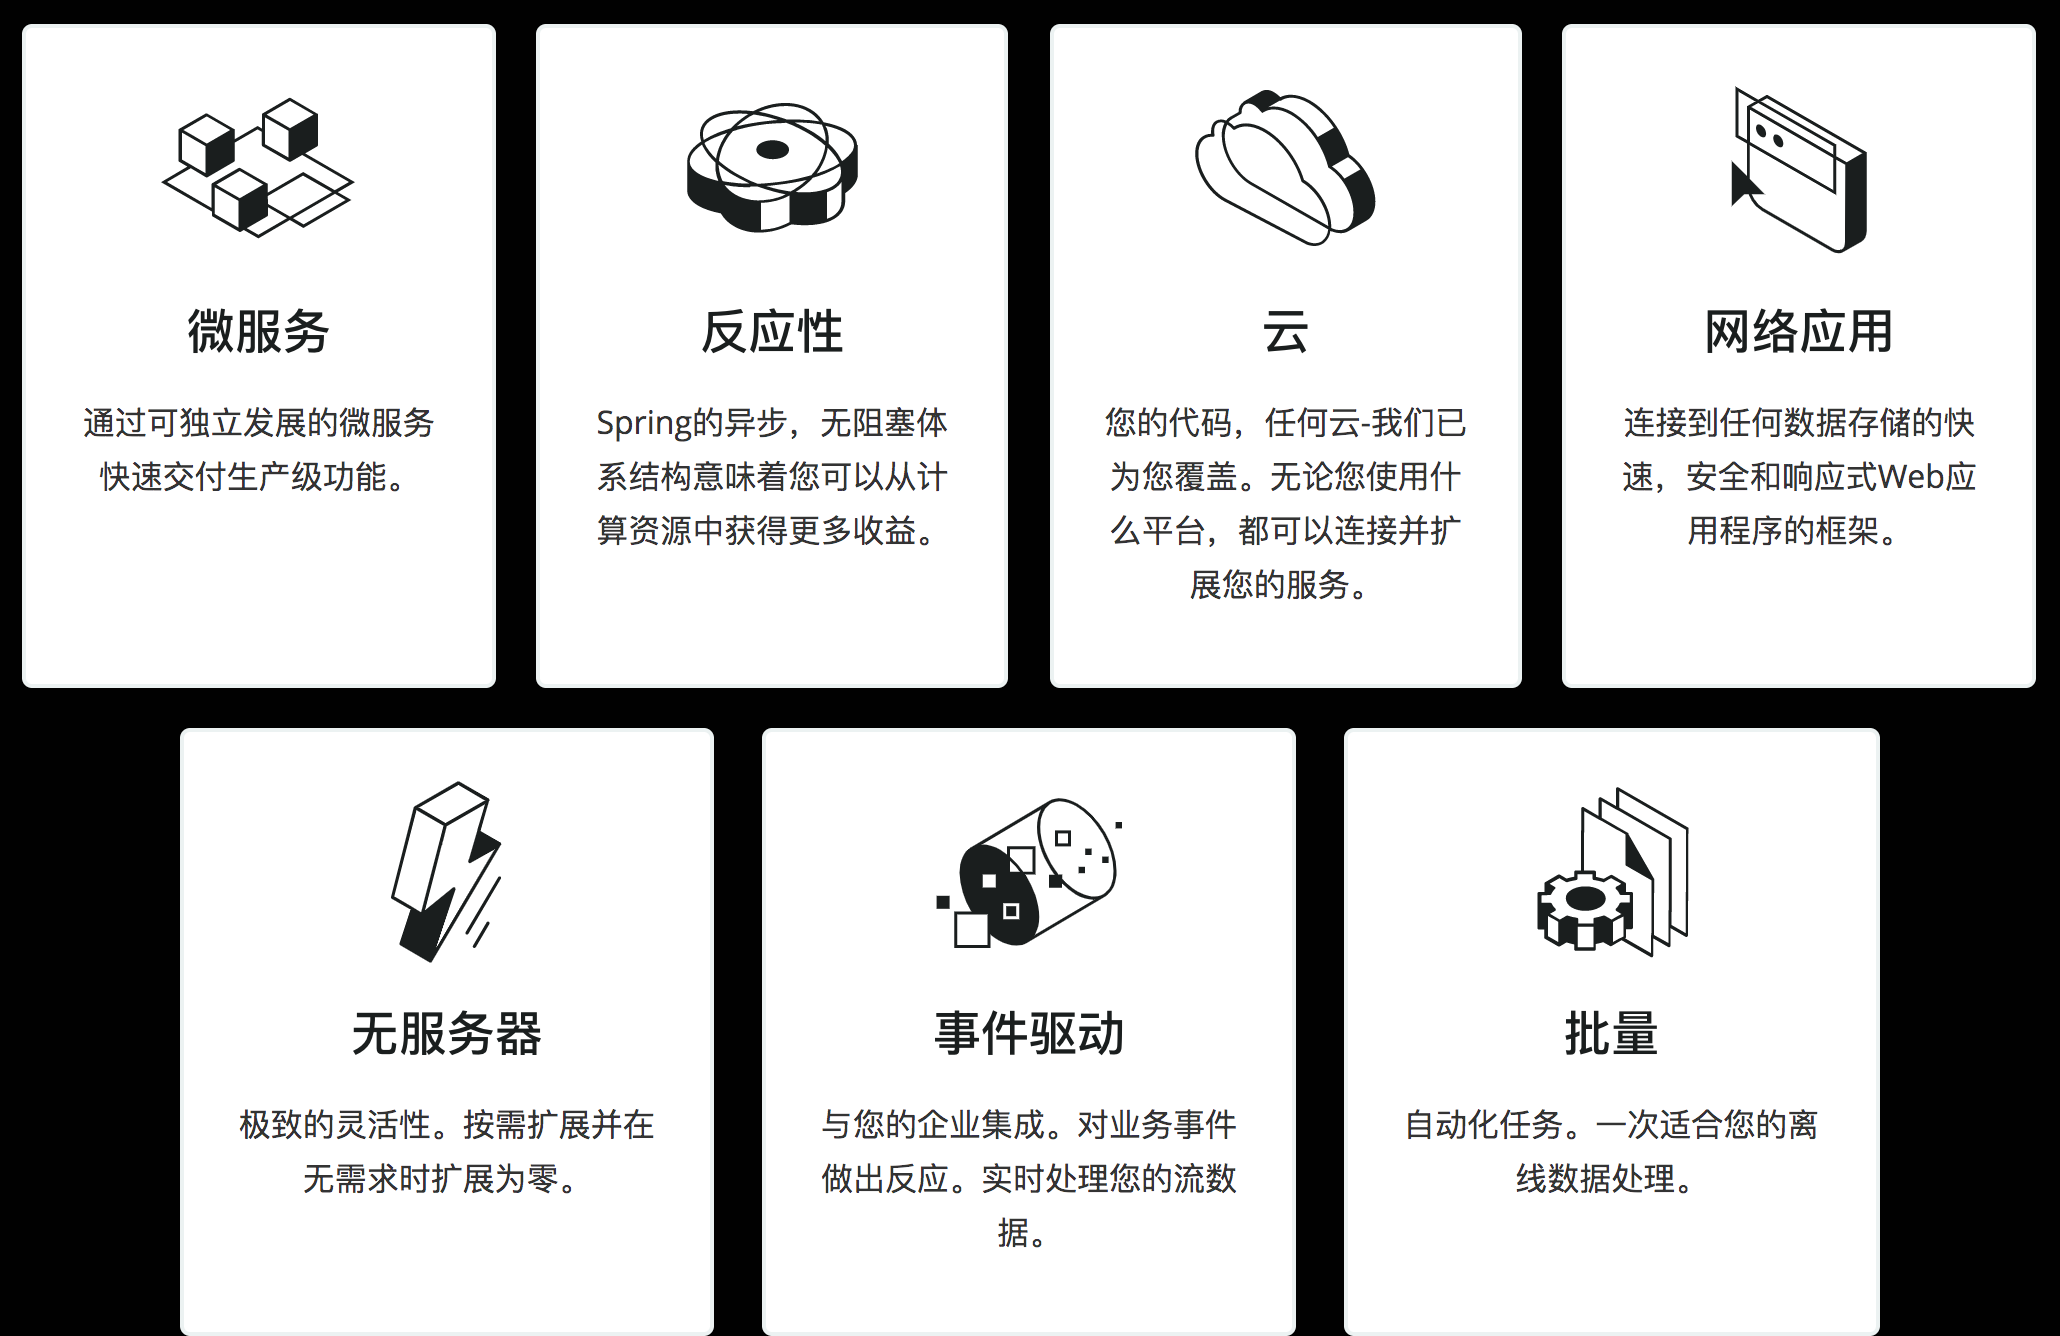 微服务
通过可独立发展的微服务
快速交付生产级功能。
反应性
Spring的异步，无阻塞体
系结构意味着您可以从计
算资源中获得更多收益。
云
您的代码，任何云-我们已
为您覆盖。无论您使用什
么平台，都可以连接并扩
展您的服务。
网络应用
连接到任何数据存储的快
速，安全和响应式Web应
用程序的框架。
无服务器
极致的灵活性。按需扩展并在
无需求时扩展为零。
事件驱动
与您的企业集成。对业务事件
做出反应。实时处理您的流数
据。
批量
自动化任务。一次适合您的离
线数据处理。